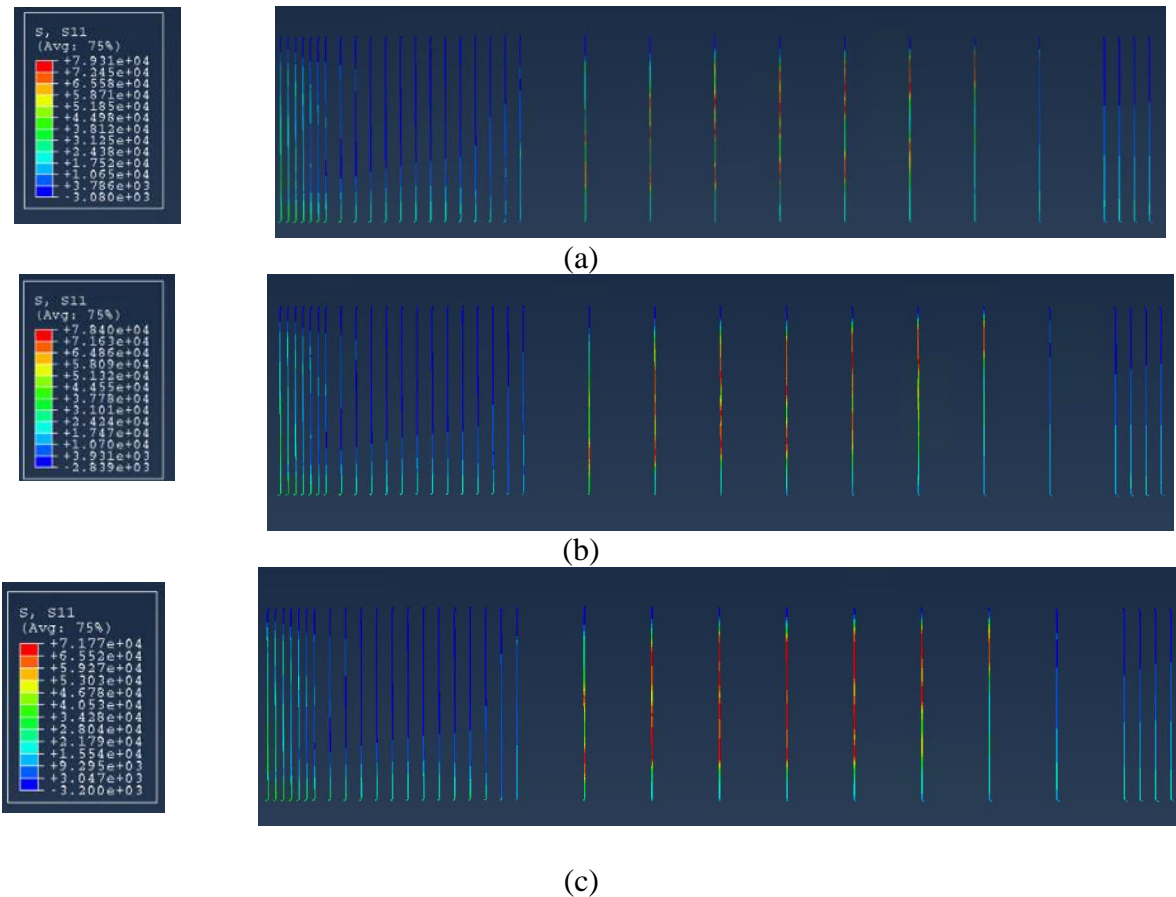 S, S11
(Avg: 75%)
+7.931e+04
+7.245e+04
+6.558e+04
+5.871e+04
+5.185e+04
+4.498e+04
+3.812e+04
+3.125e+04
+2.438e+04
+1.752e+04
+1.065e+04
+3.786e+03
-3.080e+03
(a)
S, S11
(Avg: 75%)
+7.840e+04
+7.163e+04
+6.486e+04
+5.809e+04
+5.132e+04
+4.455e+04
+3.778e+04
+3.101e+04
+2.424e+04
+1.747e+04
+1.070e+04
+3.931e+03
-2.839e+03
(b)
S, S11
(Avg: 75%)
+7.177e+04
+6.552e+04
+5.927e+04
+5.303e+04
+4.678e+04
+4.053e+04
+3.428e+04
+2.804e+04
+2.179e+04
+1.554e+04
+9.295e+03
+3.047e+03
-3.200e+03
(c)